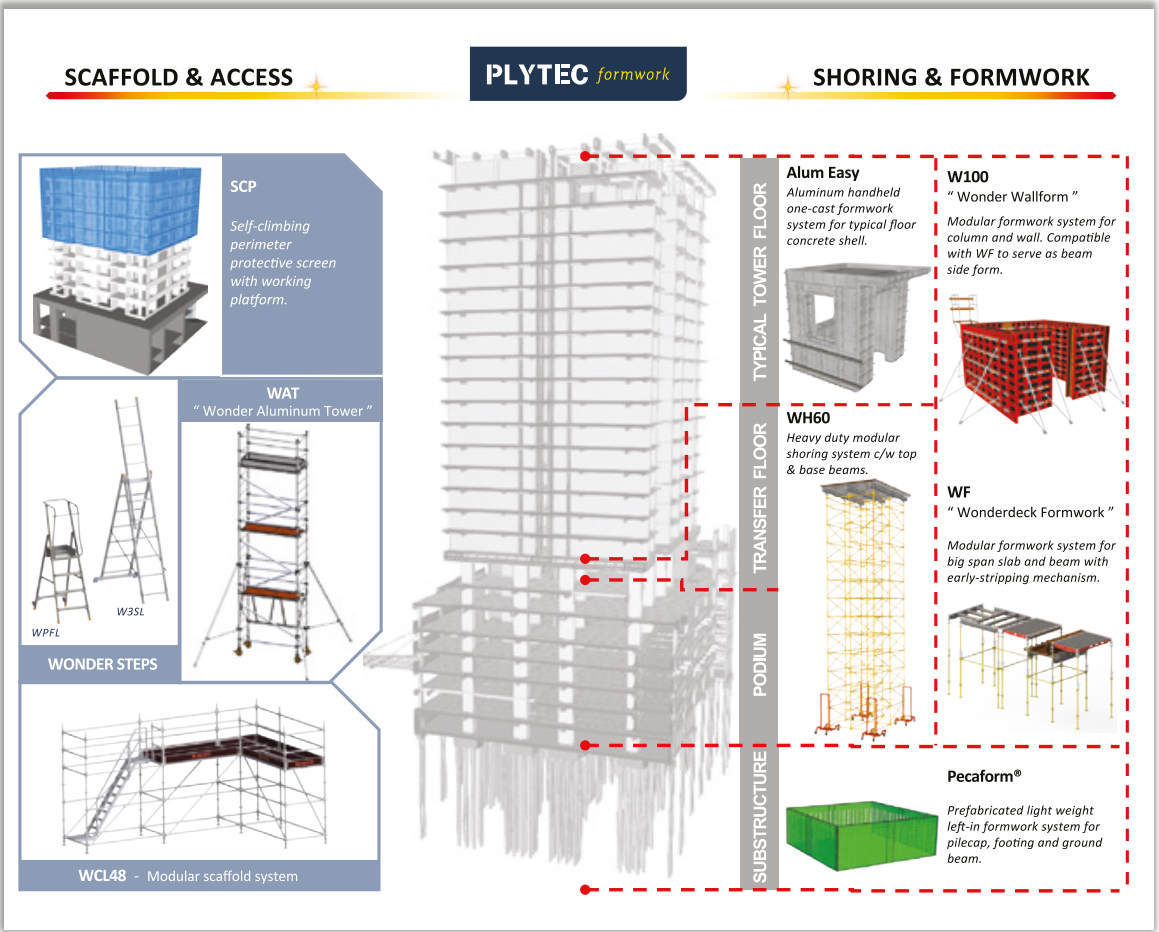 SCAFFOLD & ACCESS
PLYTEC formwork
SHORING & FORMWORK
SCP
Self-climbing
perimeter
protective screen
with working
platform.
WAT
“ Wonder Aluminum Tower ”
W3SL
WPFL
WONDER STEPS
WCL48 - Modular scaffold system
TYPICAL TOWER FLOOR
TRANSFER FLOOR
PODIUM
SUBSTRUCTURE
Alum Easy
Aluminum handheld
one-cast formwork
system for typical floor
concrete shell.
WH60
Heavy duty modular
shoring system c/w top
& base beams.
W100
“ Wonder Wallform ”
Modular formwork system for
column and wall. Compatible
with WF to serve as beam
side form.
WF
“ Wonderdeck Formwork ”
Modular formwork system for
big span slab and beam with
early-stripping mechanism.
Pecaform®
Prefabricated light weight
left-in formwork system for
pilecap, footing and ground
beam.